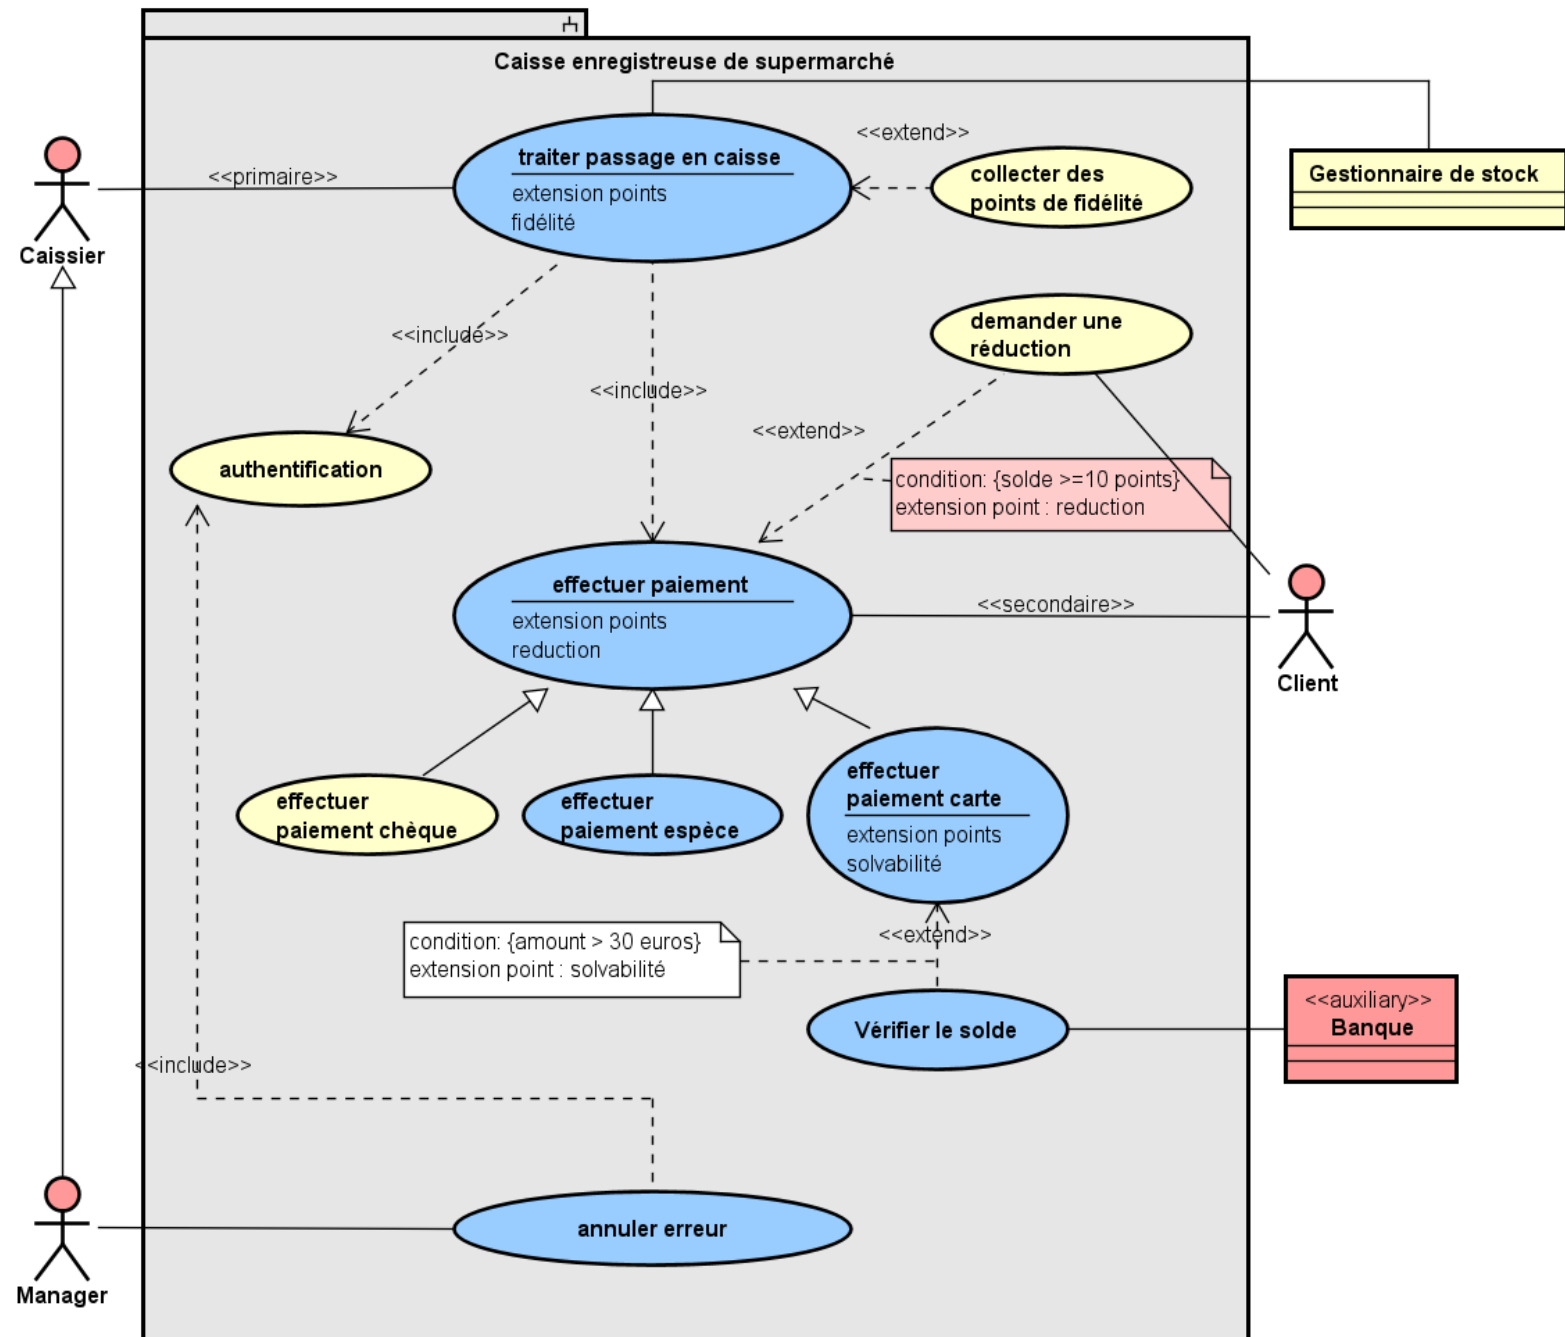 Caisse enregistreuse de supermarché
<<extend>>
traiter passage en caisse
extension points
fidélité
<<primaire>>
collecter des
points de fidélité
Gestionnaire de stock
Caissier
<<include>>
<<include>>
demander une
réduction
<<extend>>
authentification
condition: {solde >=10 points}
extension point : reduction
effectuer paiement
extension points
reduction
<<secondaire>>
Client
effectuer
paiement chèque
effectuer
paiement espèce
effectuer
paiement carte
extension points
solvabilité
condition: {amount > 30 euros}
extension point : solvabilité
<<extend>>
Vérifier le solde
<<auxiliary>>
Banque
<<include>>
annuler erreur
Manager